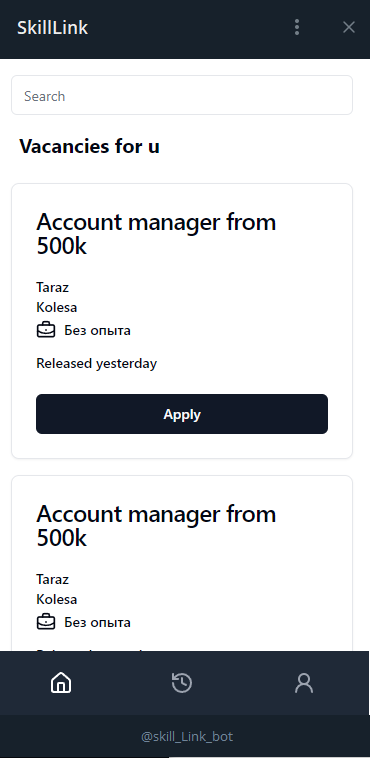 SkillLink
Search
Vacancies for u
Account manager from
500k
Taraz
Kolesa
Без опыта
Released yesterday
Apply
Account manager from
500k
Taraz
Kolesa
Без опыта
@skill_Link_bot